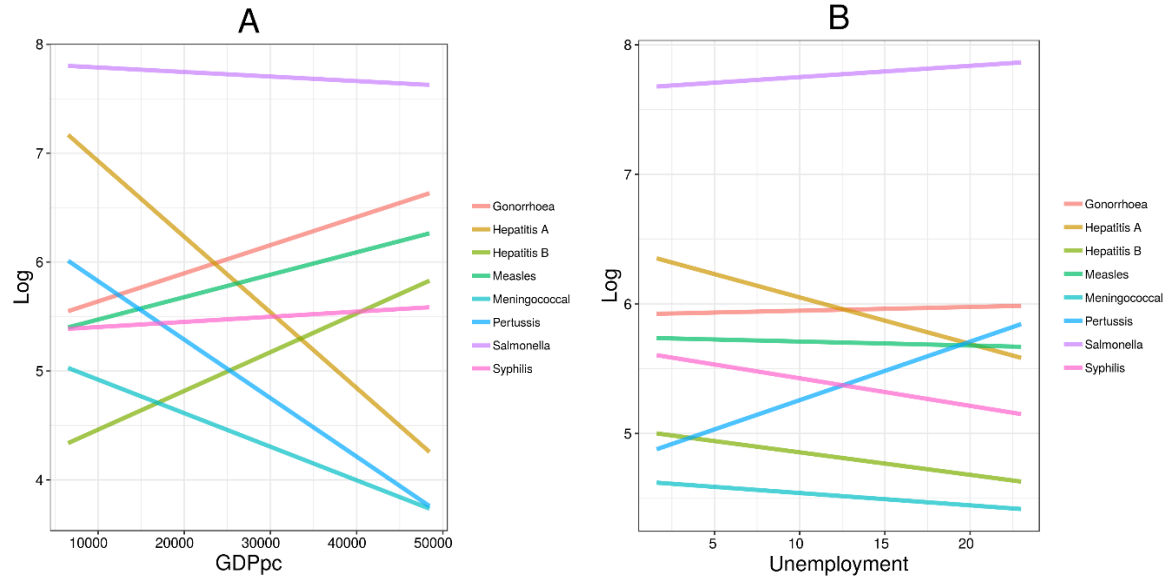 A
Log
8
7
6
5
4
10000 20000 30000 40000 50000
GDPpc
Gonorrhoea
Hepatitis A
Hepatitis B
Measles
Meningococcal
Pertussis
Salmonella
Syphilis
B
Log
8
7
6
5
5 10 15 20
Unemployment
Gonorrhoea
Hepatitis A
Hepatitis B
Measles
Meningococcal
Pertussis
Salmonella
Syphilis